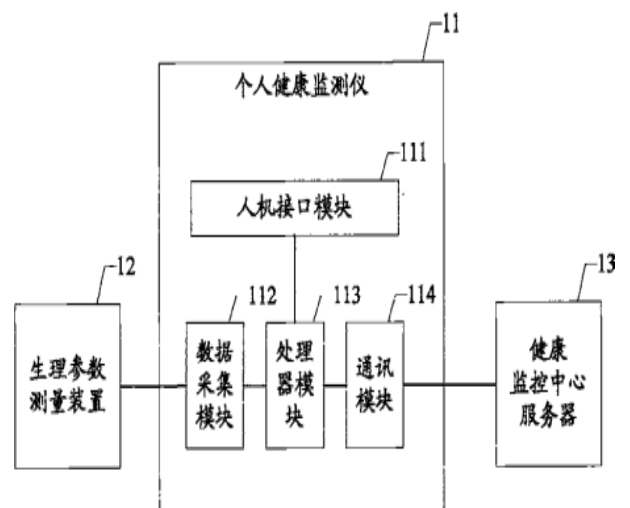 11
个人健康监测仪
111
人机接口模块
12
生理参数
测量装置
112
数据
采集
模块
113
处理
器模
块
114
通讯
模块
13
健康
监控中心
服务器